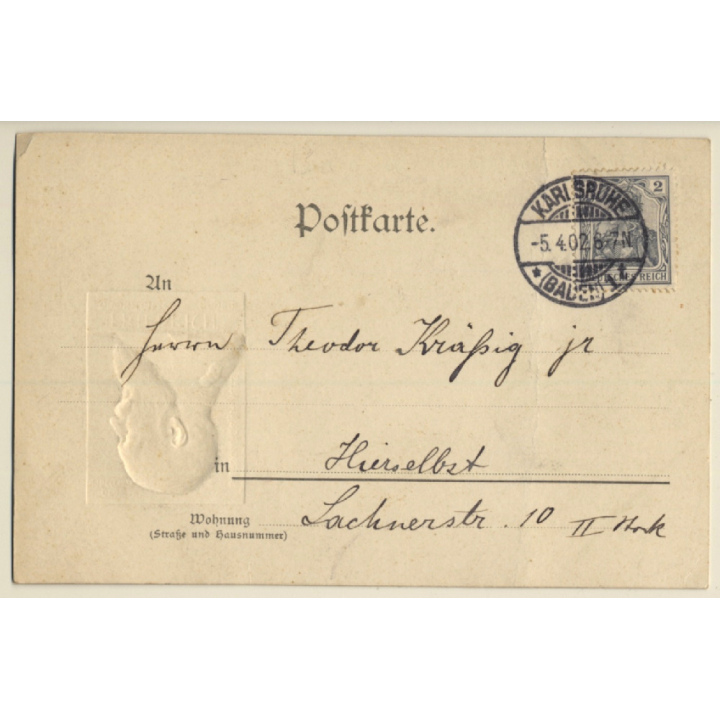 Postkarte.
KARLSRUHE
-5.4.02. 6-7N
* (BADEN) 1 t
2
REICH
An
Herrn Theodor Kräßig jr
in Hierselbst
Wohnung Lachnerstr. 10 II Stock
(Straße und Hausnummer)